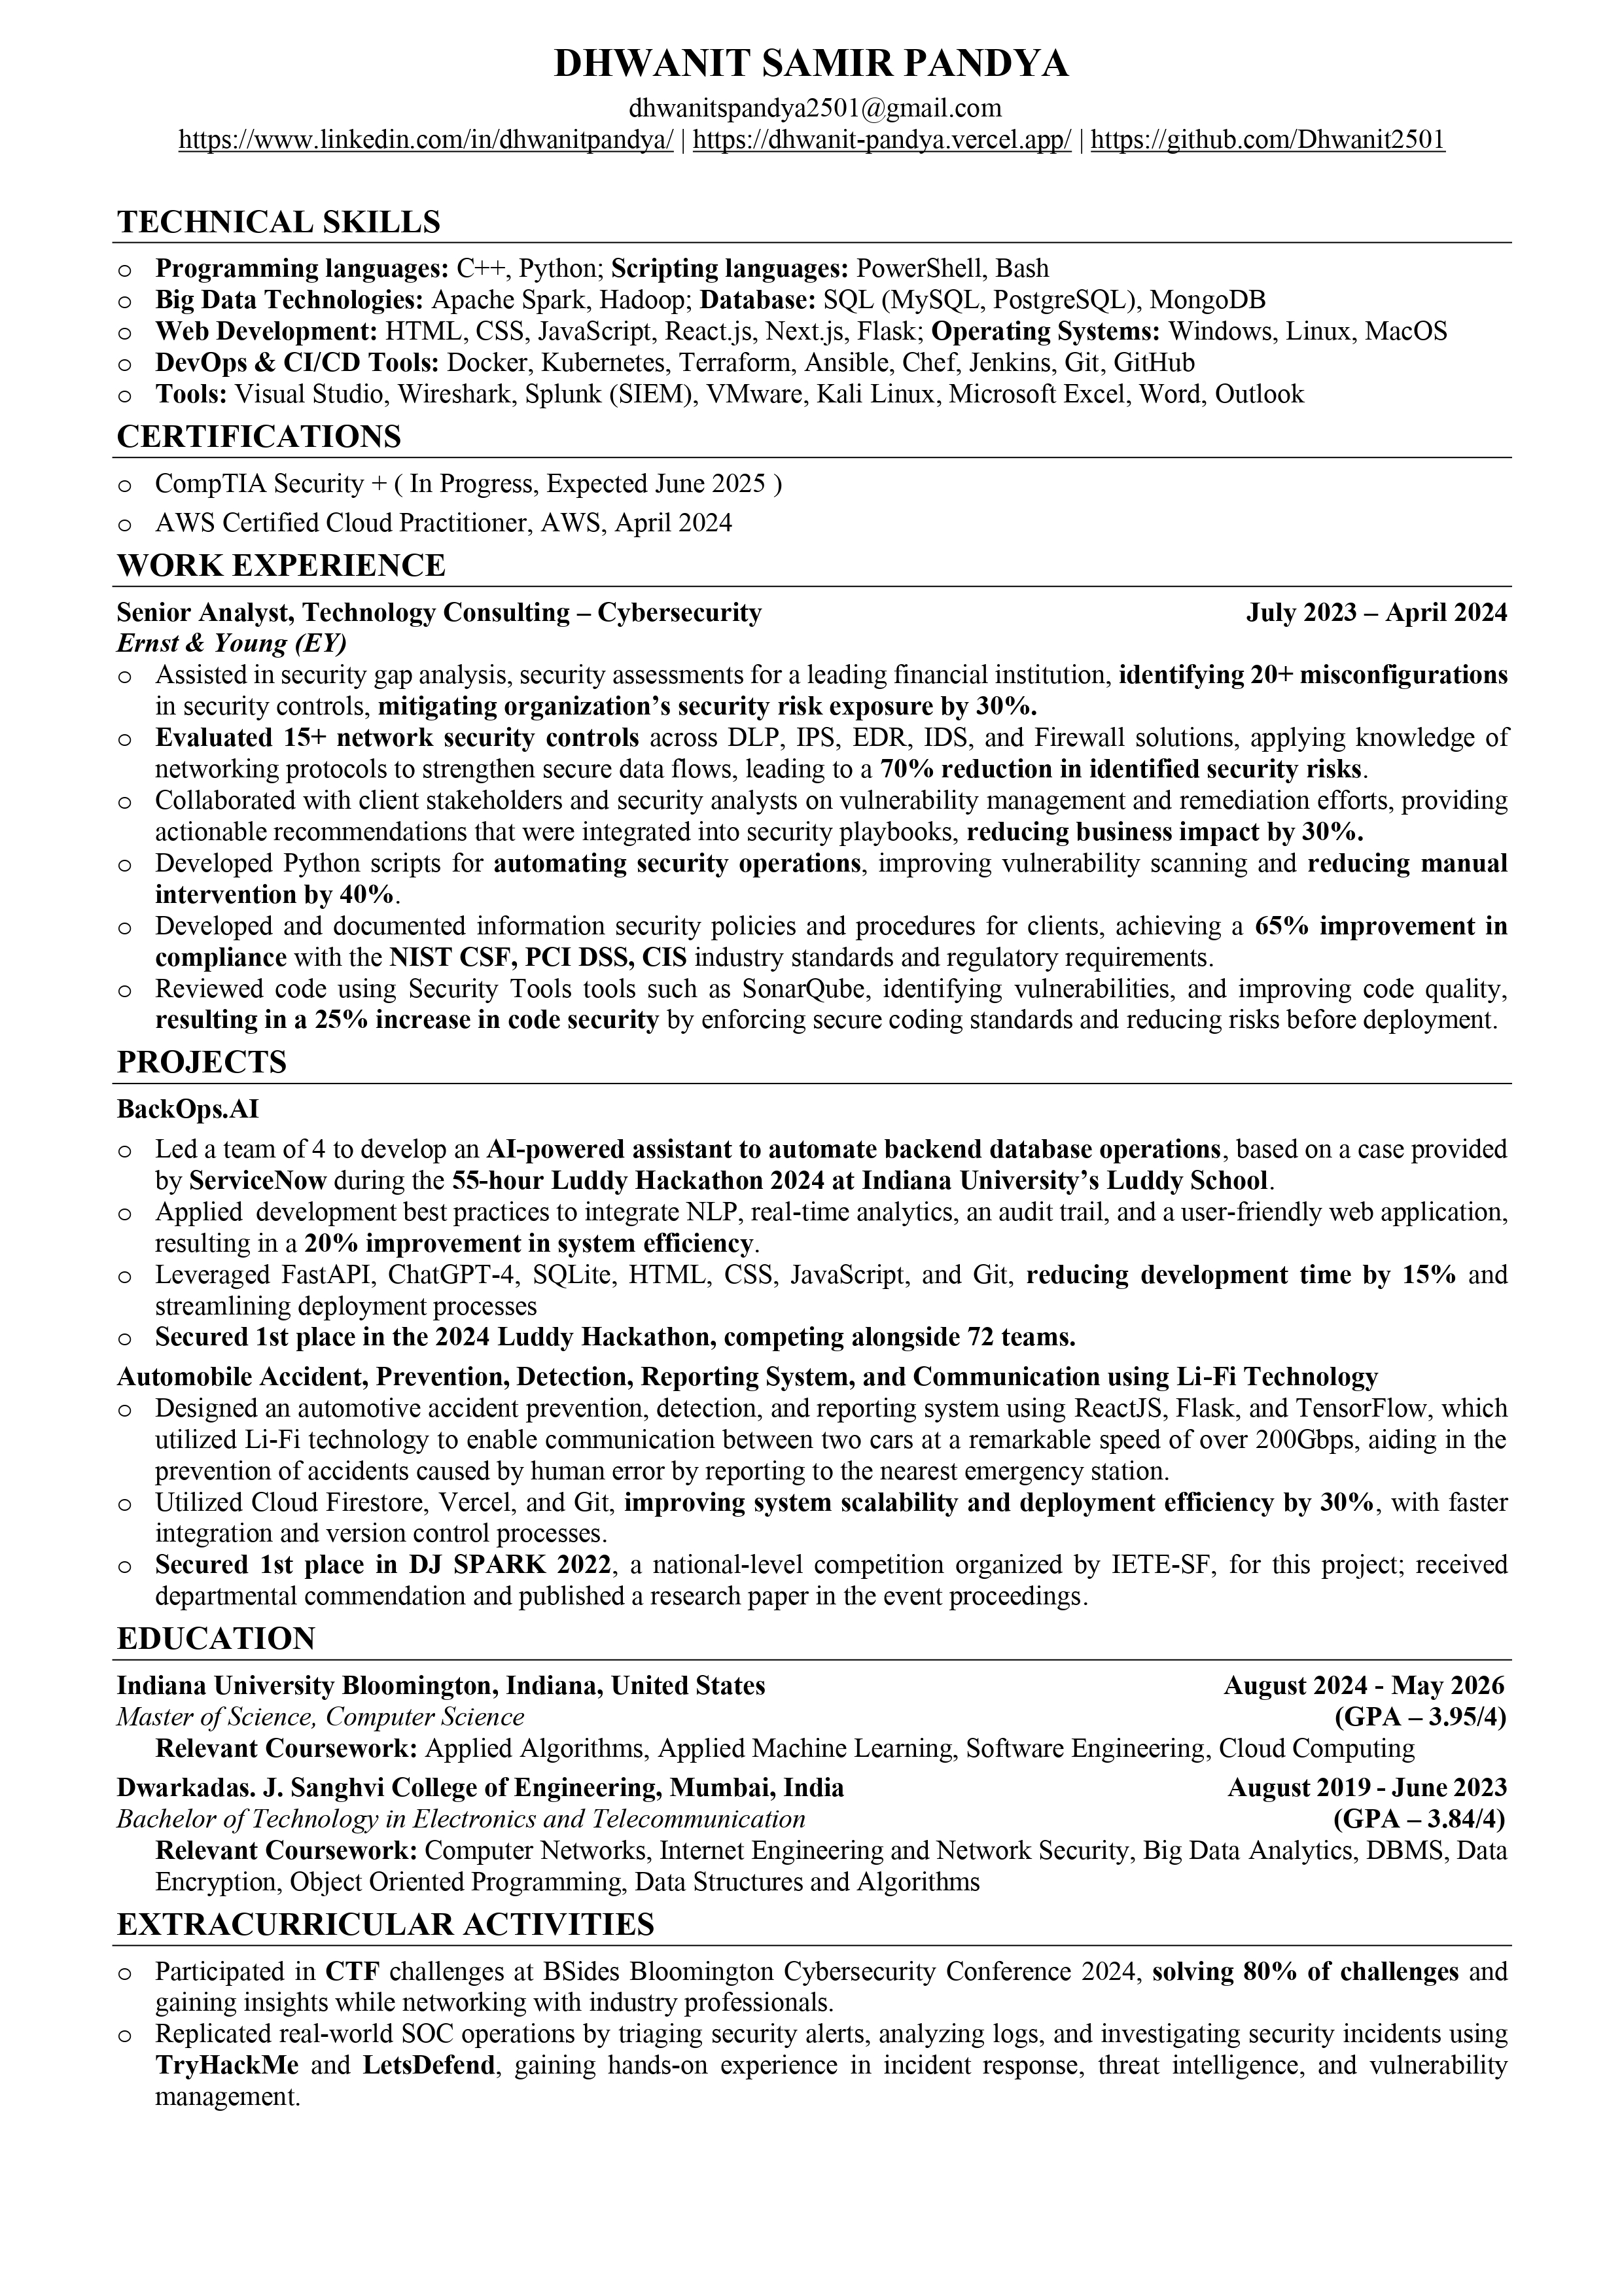 DHWANIT SAMIR PANDYA
dhwanitspandya2501@gmail.com
https://www.linkedin.com/in/dhwanitpandya/ | https://dhwanit-pandya.vercel.app/ | https://github.com/Dhwanit2501
TECHNICAL SKILLS
o Programming languages: C++, Python; Scripting languages: PowerShell, Bash
o Big Data Technologies: Apache Spark, Hadoop; Database: SQL (MySQL, PostgreSQL), MongoDB
o Web Development: HTML, CSS, JavaScript, React.js, Next.js, Flask; Operating Systems: Windows, Linux, MacOS
o DevOps & CI/CD Tools: Docker, Kubernetes, Terraform, Ansible, Chef, Jenkins, Git, GitHub
o Tools: Visual Studio, Wireshark, Splunk (SIEM), VMware, Kali Linux, Microsoft Excel, Word, Outlook
CERTIFICATIONS
o CompTIA Security + ( In Progress, Expected June 2025 )
o AWS Certified Cloud Practitioner, AWS, April 2024
WORK EXPERIENCE
Senior Analyst, Technology Consulting – Cybersecurity July 2023 – April 2024
Ernst & Young (EY)
o Assisted in security gap analysis, security assessments for a leading financial institution, identifying 20+ misconfigurations
in security controls, mitigating organization’s security risk exposure by 30%.
o Evaluated 15+ network security controls across DLP, IPS, EDR, IDS, and Firewall solutions, applying knowledge of
networking protocols to strengthen secure data flows, leading to a 70% reduction in identified security risks.
o Collaborated with client stakeholders and security analysts on vulnerability management and remediation efforts, providing
actionable recommendations that were integrated into security playbooks, reducing business impact by 30%.
o Developed Python scripts for automating security operations, improving vulnerability scanning and reducing manual
intervention by 40%.
o Developed and documented information security policies and procedures for clients, achieving a 65% improvement in
compliance with the NIST CSF, PCI DSS, CIS industry standards and regulatory requirements.
o Reviewed code using Security Tools tools such as SonarQube, identifying vulnerabilities, and improving code quality,
resulting in a 25% increase in code security by enforcing secure coding standards and reducing risks before deployment.
PROJECTS
BackOps.AI
o Led a team of 4 to develop an AI-powered assistant to automate backend database operations, based on a case provided
by ServiceNow during the 55-hour Luddy Hackathon 2024 at Indiana University’s Luddy School.
o Applied development best practices to integrate NLP, real-time analytics, an audit trail, and a user-friendly web application,
resulting in a 20% improvement in system efficiency.
o Leveraged FastAPI, ChatGPT-4, SQLite, HTML, CSS, JavaScript, and Git, reducing development time by 15% and
streamlining deployment processes
o Secured 1st place in the 2024 Luddy Hackathon, competing alongside 72 teams.
Automobile Accident, Prevention, Detection, Reporting System, and Communication using Li-Fi Technology
o Designed an automotive accident prevention, detection, and reporting system using ReactJS, Flask, and TensorFlow, which
utilized Li-Fi technology to enable communication between two cars at a remarkable speed of over 200Gbps, aiding in the
prevention of accidents caused by human error by reporting to the nearest emergency station.
o Utilized Cloud Firestore, Vercel, and Git, improving system scalability and deployment efficiency by 30%, with faster
integration and version control processes.
o Secured 1st place in DJ SPARK 2022, a national-level competition organized by IETE-SF, for this project; received
departmental commendation and published a research paper in the event proceedings.
EDUCATION
Indiana University Bloomington, Indiana, United States August 2024 - May 2026
Master of Science, Computer Science (GPA – 3.95/4)
Relevant Coursework: Applied Algorithms, Applied Machine Learning, Software Engineering, Cloud Computing
Dwarkadas. J. Sanghvi College of Engineering, Mumbai, India August 2019 - June 2023
Bachelor of Technology in Electronics and Telecommunication (GPA – 3.84/4)
Relevant Coursework: Computer Networks, Internet Engineering and Network Security, Big Data Analytics, DBMS, Data
Encryption, Object Oriented Programming, Data Structures and Algorithms
EXTRACURRICULAR ACTIVITIES
o Participated in CTF challenges at BSides Bloomington Cybersecurity Conference 2024, solving 80% of challenges and
gaining insights while networking with industry professionals.
o Replicated real-world SOC operations by triaging security alerts, analyzing logs, and investigating security incidents using
TryHackMe and LetsDefend, gaining hands-on experience in incident response, threat intelligence, and vulnerability
management.